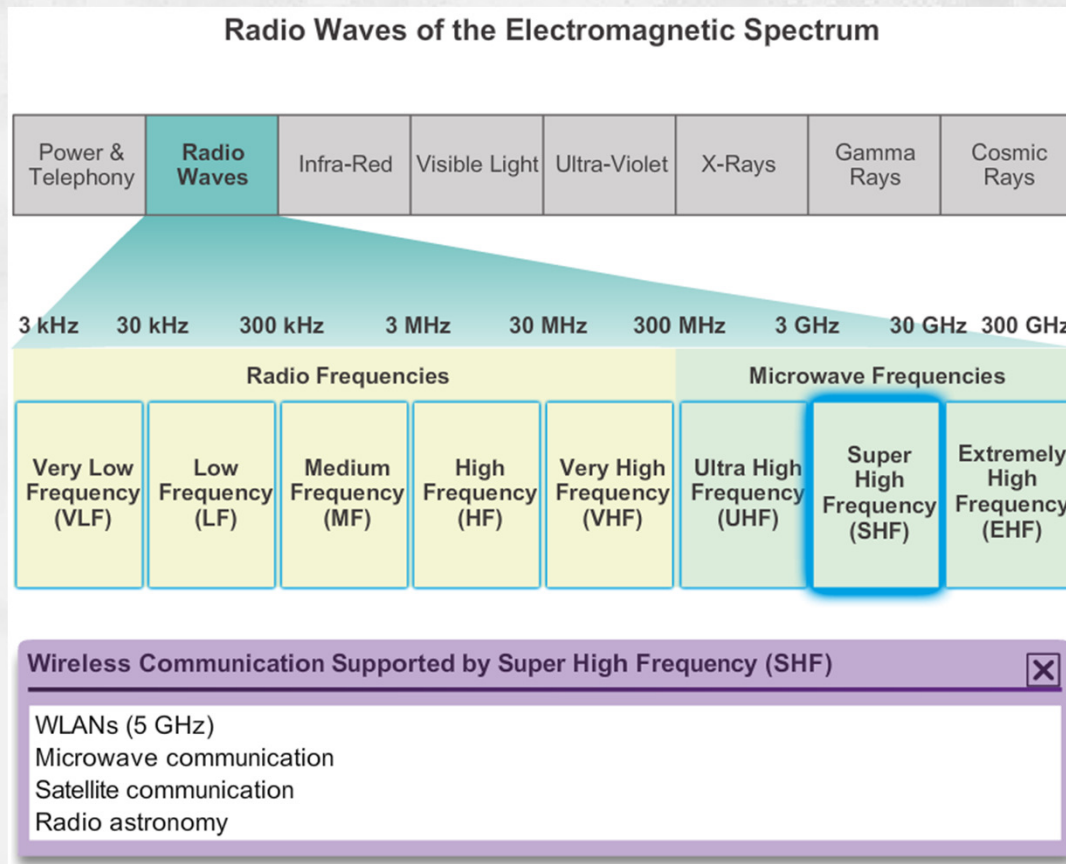 Radio Waves of the Electromagnetic Spectrum
Power &
Telephony
Radio
Waves
Infra-Red
Visible Light
Ultra-Violet
X-Rays
Gamma
Rays
Cosmic
Rays
3 kHz 30 kHz 300 kHz 3 MHz 30 MHz 300 MHz 3 GHz 30 GHz 300 GHz
Radio Frequencies
Microwave Frequencies
Very Low
Frequency
(VLF)
Low
Frequency
(LF)
Medium
Frequency
(MF)
High
Frequency
(HF)
Very High
Frequency
(VHF)
Ultra High
Frequency
(UHF)
Super
High
Frequency
(SHF)
Extremely
High
Frequency
(EHF)
Wireless Communication Supported by Super High Frequency (SHF)
WLANs (5 GHz)
Microwave communication
Satellite communication
Radio astronomy